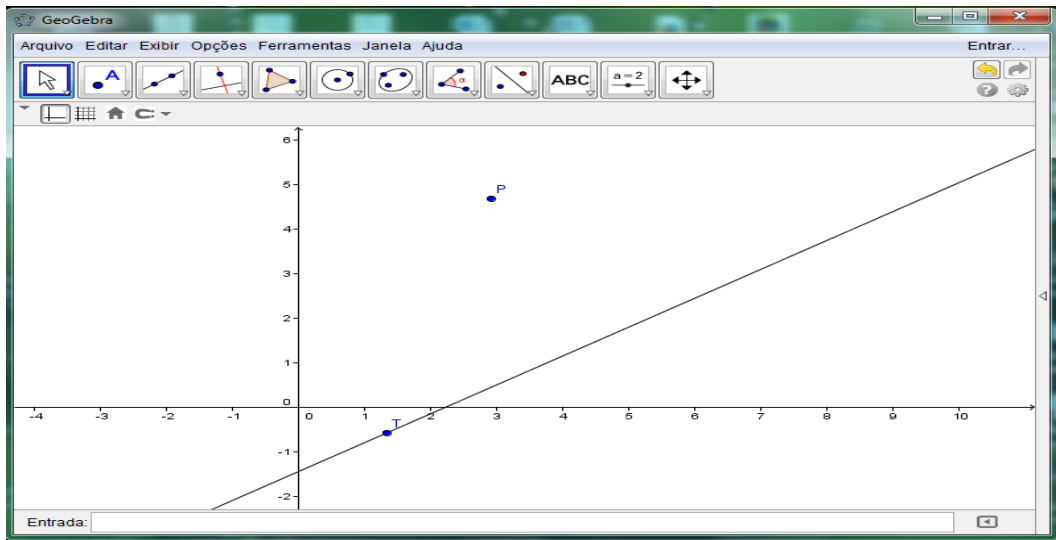 GeoGebra
Arquivo Editar Exibir Opções Ferramentas Janela Ajuda Entrar...
A α ABC a=2
6
5
P
4
3
2
1
0
-4 -3 -2 -1 0 1 2 3 4 5 6 7 8 9 10
T
-1
-2
Entrada: